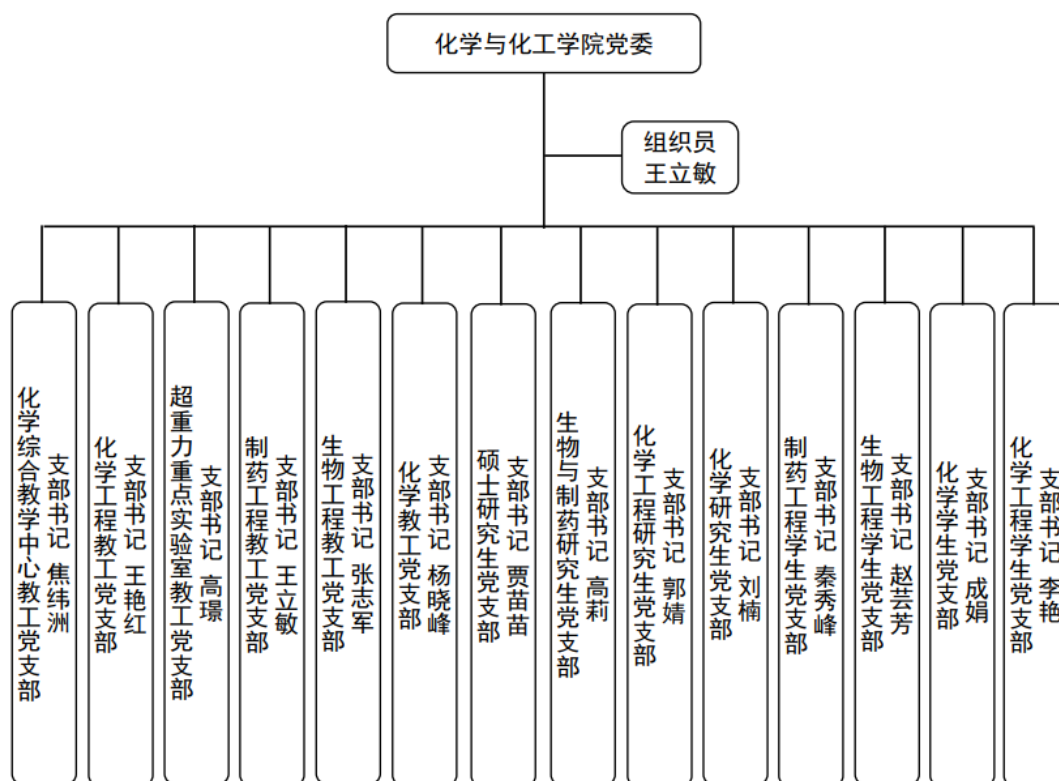 化学与化工学院党委
组织员
王立敏
化学综合教学中心教工党支部
支部书记 焦纬洲
化学工程教工党支部
支部书记 王艳红
超重力重点实验室教工党支部
支部书记 高璟
制药工程教工党支部
支部书记 王立敏
生物工程教工党支部
支部书记 张志军
化学教工党支部
支部书记 杨晓峰
硕士研究生党支部
支部书记 贾苗苗
生物与制药研究生党支部
支部书记 高莉
化学工程研究生党支部
支部书记 郭婧
化学研究生党支部
支部书记 刘楠
制药工程学生党支部
支部书记 秦秀峰
生物工程学生党支部
支部书记 赵芸芳
化学学生党支部
支部书记 成娟
化学工程学生党支部
支部书记 李艳